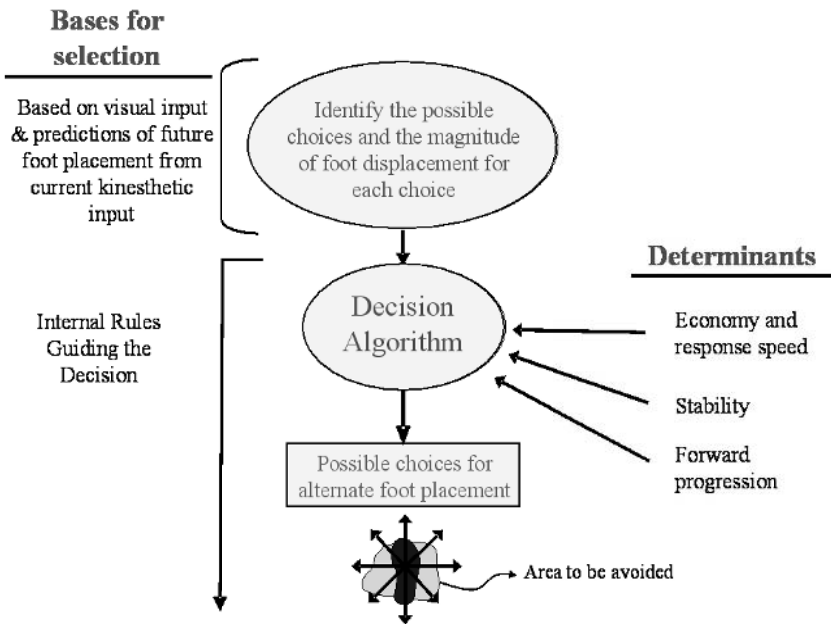 Bases for
selection
Based on visual input
& predictions of future
foot placement from
current kinesthetic
input
Identify the possible
choices and the magnitude
of foot displacement for
each choice
Internal Rules
Guiding the
Decision
Decision
Algorithm
Determinants
Economy and
response speed
Stability
Forward
progression
Possible choices for
alternate foot placement
Area to be avoided